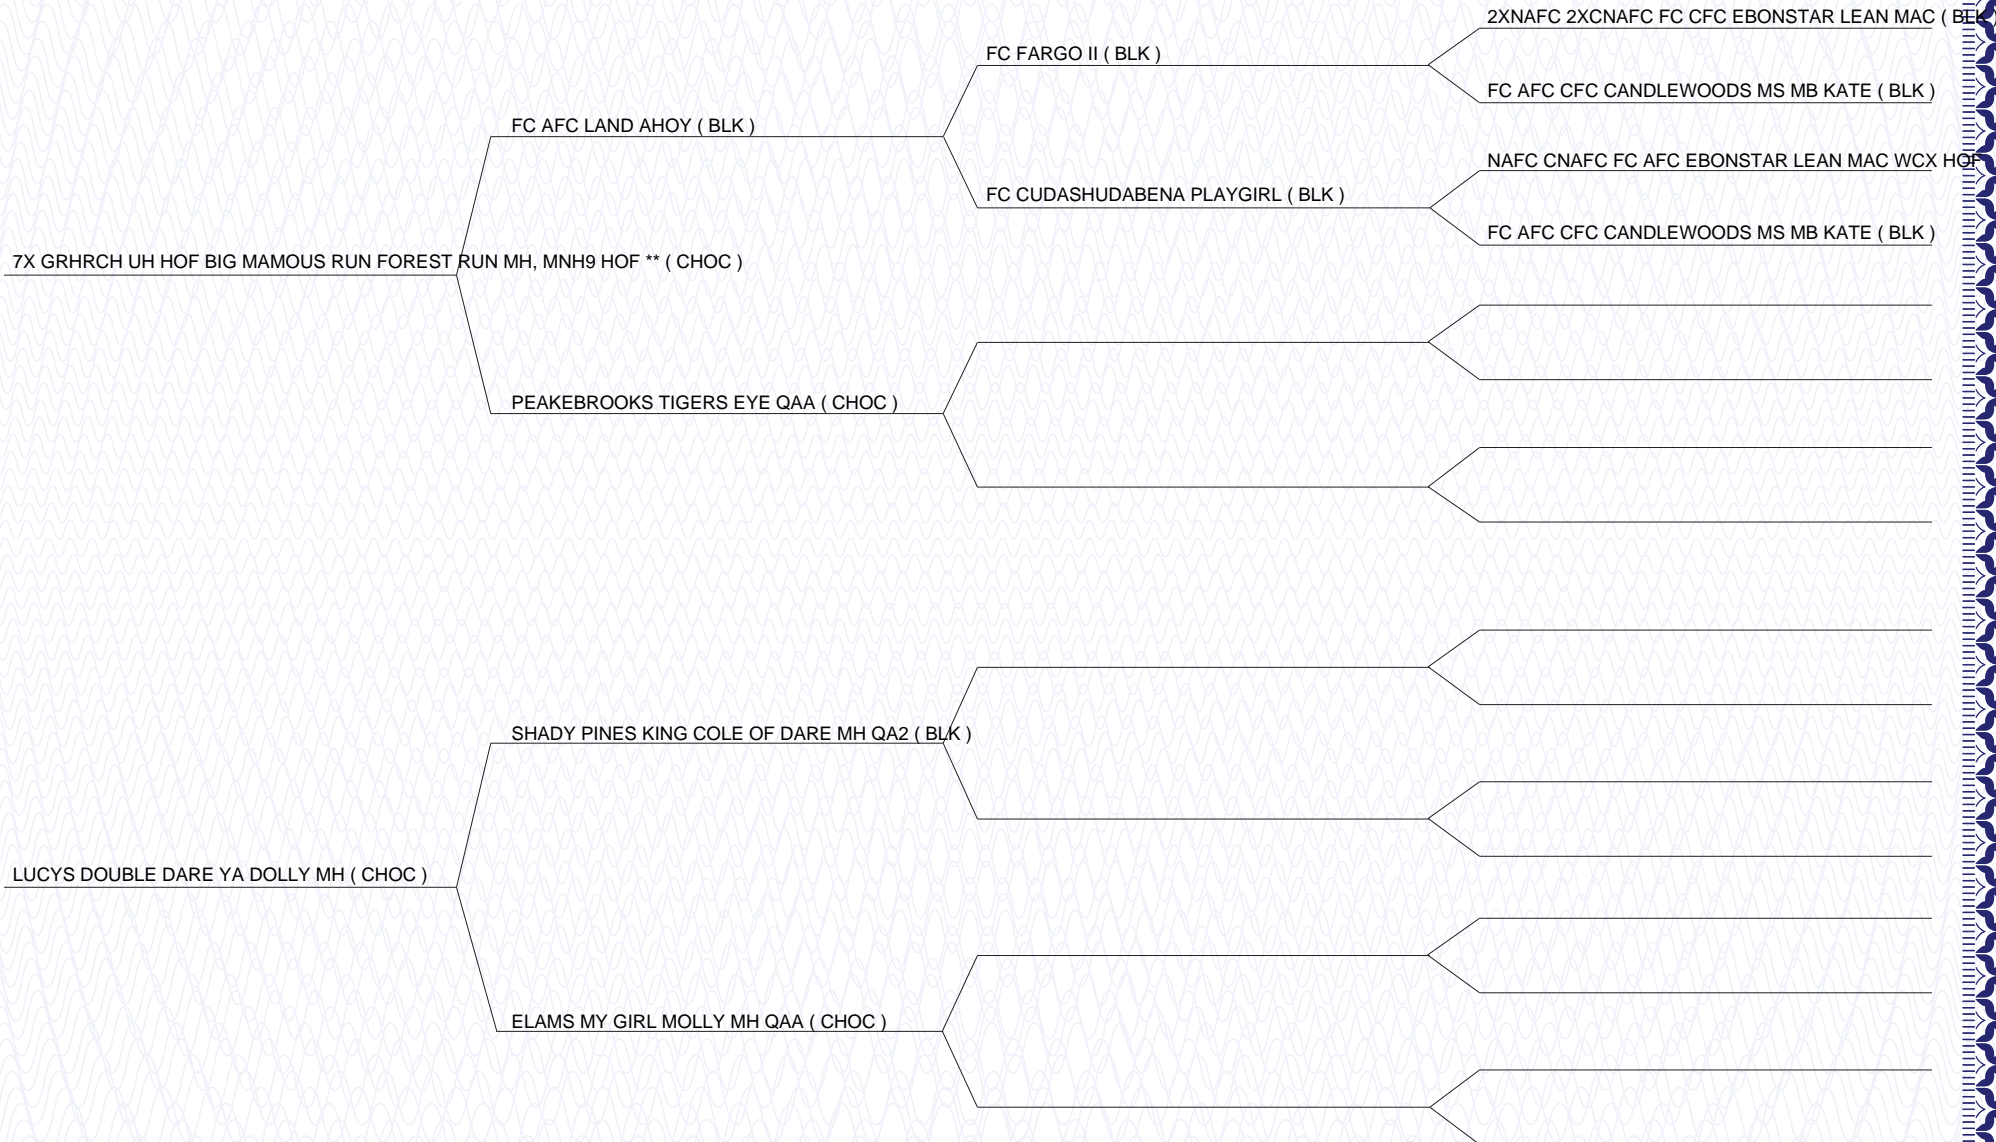 2XNAFC 2XCNAFC FC CFC EBONSTAR LEAN MAC ( BLK )
FC FARGO II ( BLK )
FC AFC CFC CANDLEWOODS MS MB KATE ( BLK )
FC AFC LAND AHOY ( BLK )
NAFC CNAFC FC AFC EBONSTAR LEAN MAC WCX HOF
FC CUDASHUDABENA PLAYGIRL ( BLK )
FC AFC CFC CANDLEWOODS MS MB KATE ( BLK )
7X GRHRCH UH HOF BIG MAMOUS RUN FOREST RUN MH, MNH9 HOF ** ( CHOC )
PEAKEBROOKS TIGERS EYE QAA ( CHOC )
SHADY PINES KING COLE OF DARE MH QA2 ( BLK )
LUCYS DOUBLE DARE YA DOLLY MH ( CHOC )
ELAMS MY GIRL MOLLY MH QAA ( CHOC )